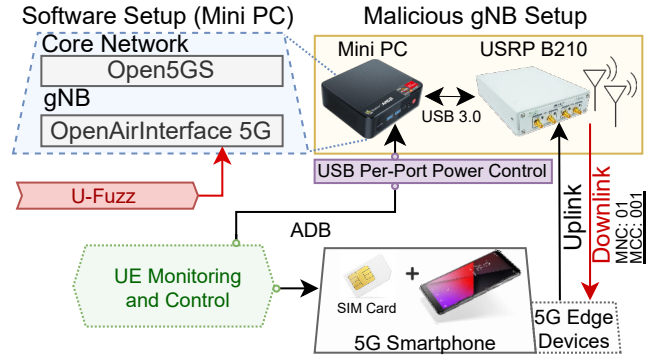 Software Setup (Mini PC)
Malicious gNB Setup
Core Network
Open5GS
gNB
OpenAirInterface 5G
Mini PC
USRP B210
USB 3.0
USB Per-Port Power Control
U-Fuzz
ADB
UE Monitoring
and Control
SIM Card
+
5G Smartphone
Uplink
Downlink
MNC: 01
MCC: 001
5G Edge
Devices